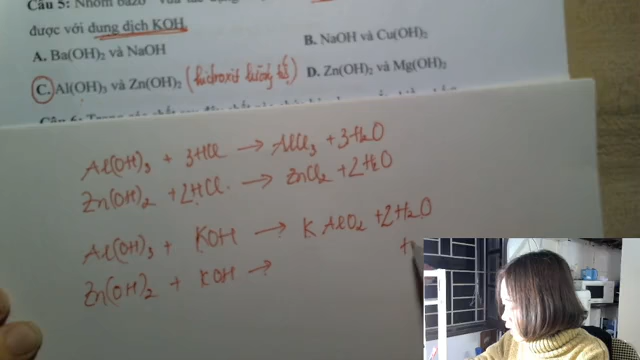 Câu 5: Nhóm bazơ vừa tác dụng
được với dung dịch KOH
A. Ba(OH)₂ và NaOH
B. NaOH và Cu(OH)₂
C. Al(OH)₃ và Zn(OH)₂ (hidroxit lưỡng tính)
D. Zn(OH)₂ và Mg(OH)₂
Al(OH)₃ + 3HCl → AlCl₃ + 3H₂O
Zn(OH)₂ + 2HCl → ZnCl₂ + 2H₂O
Al(OH)₃ + KOH → KAlO₂ + 2H₂O
Zn(OH)₂ + KOH → +